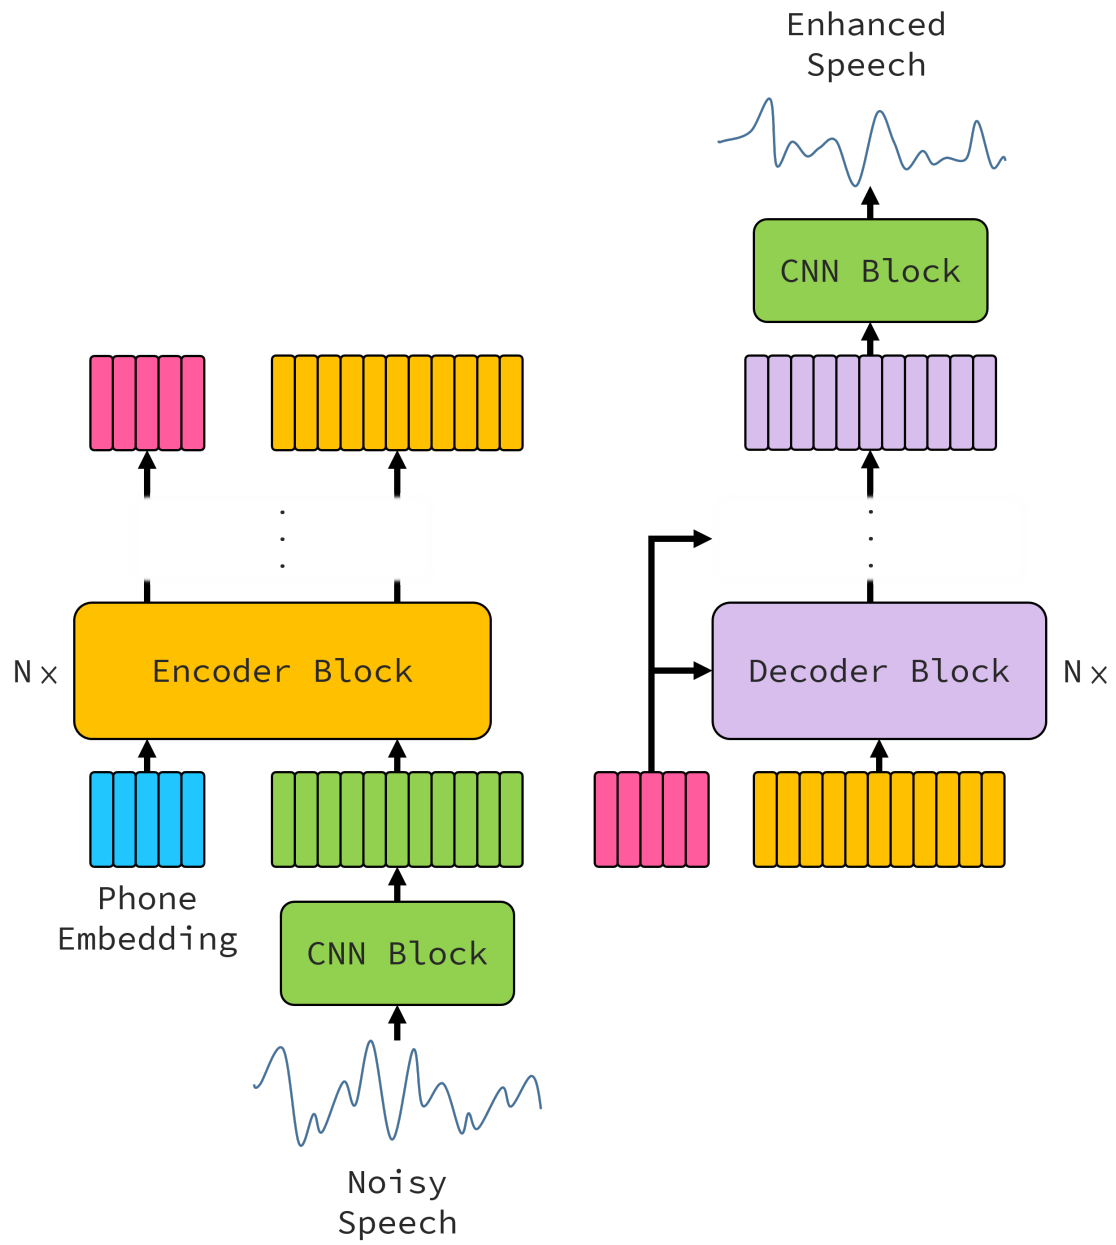 Enhanced
Speech
CNN Block
N×
Encoder Block
Decoder Block
N×
Phone
Embedding
CNN Block
Noisy
Speech